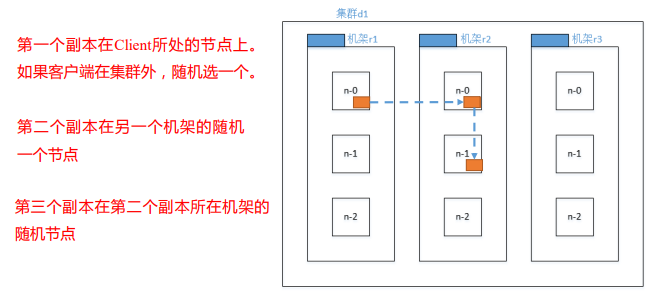 集群d1
第一个副本在Client所处的节点上。
如果客户端在集群外，随机选一个。
第二个副本在另一个机架的随机
一个节点
第三个副本在第二个副本所在机架的
随机节点
机架r1
机架r2
机架r3
n-0
n-0
n-0
n-1
n-1
n-1
n-2
n-2
n-2